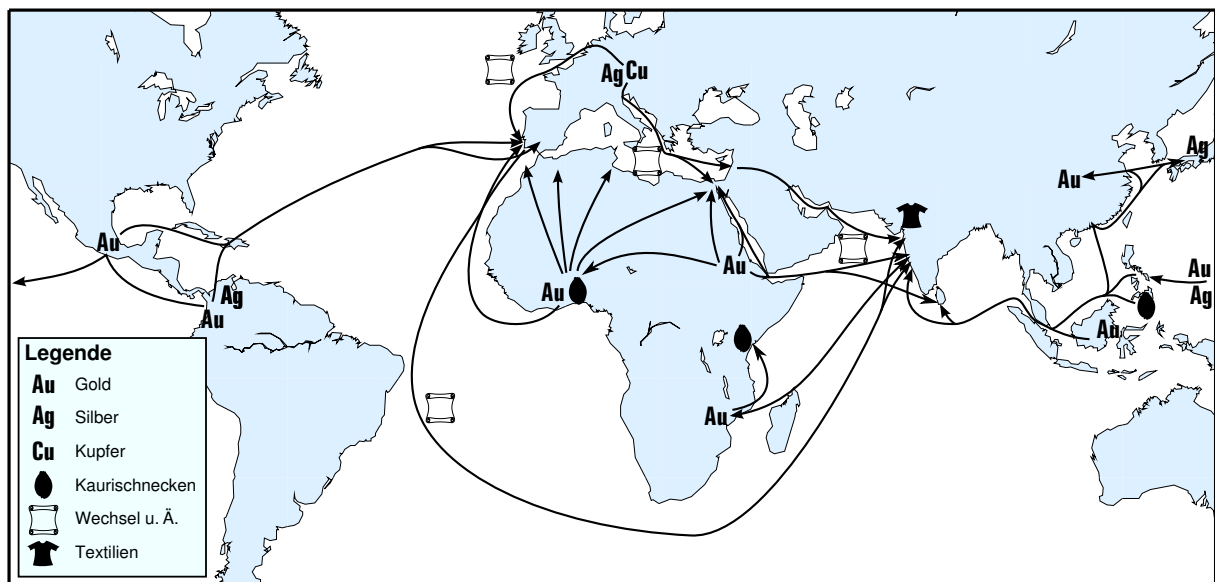 Ag Cu
Ag
Au
Au
Au
Ag
Au
Au
Au
Ag
Au
Au
Au
Legende
Au Gold
Ag Silber
Cu Kupfer
Kaurischnecken
Wechsel u. Ä.
Textilien